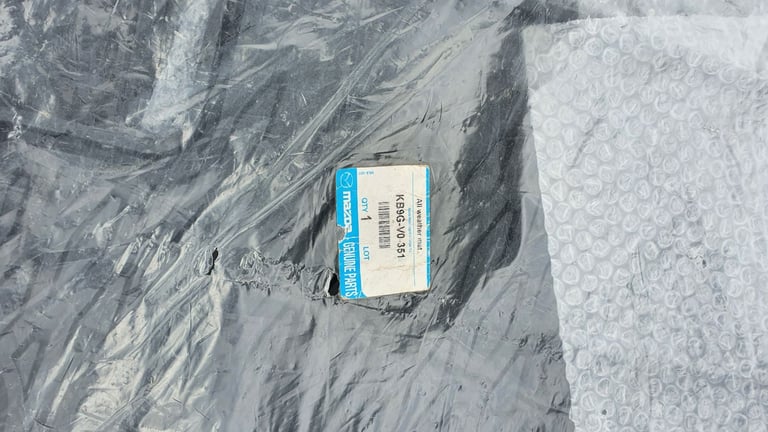 All weather mat.
KB9G-V0 351
QTY
1
LOT
mazda
GENUINE PARTS